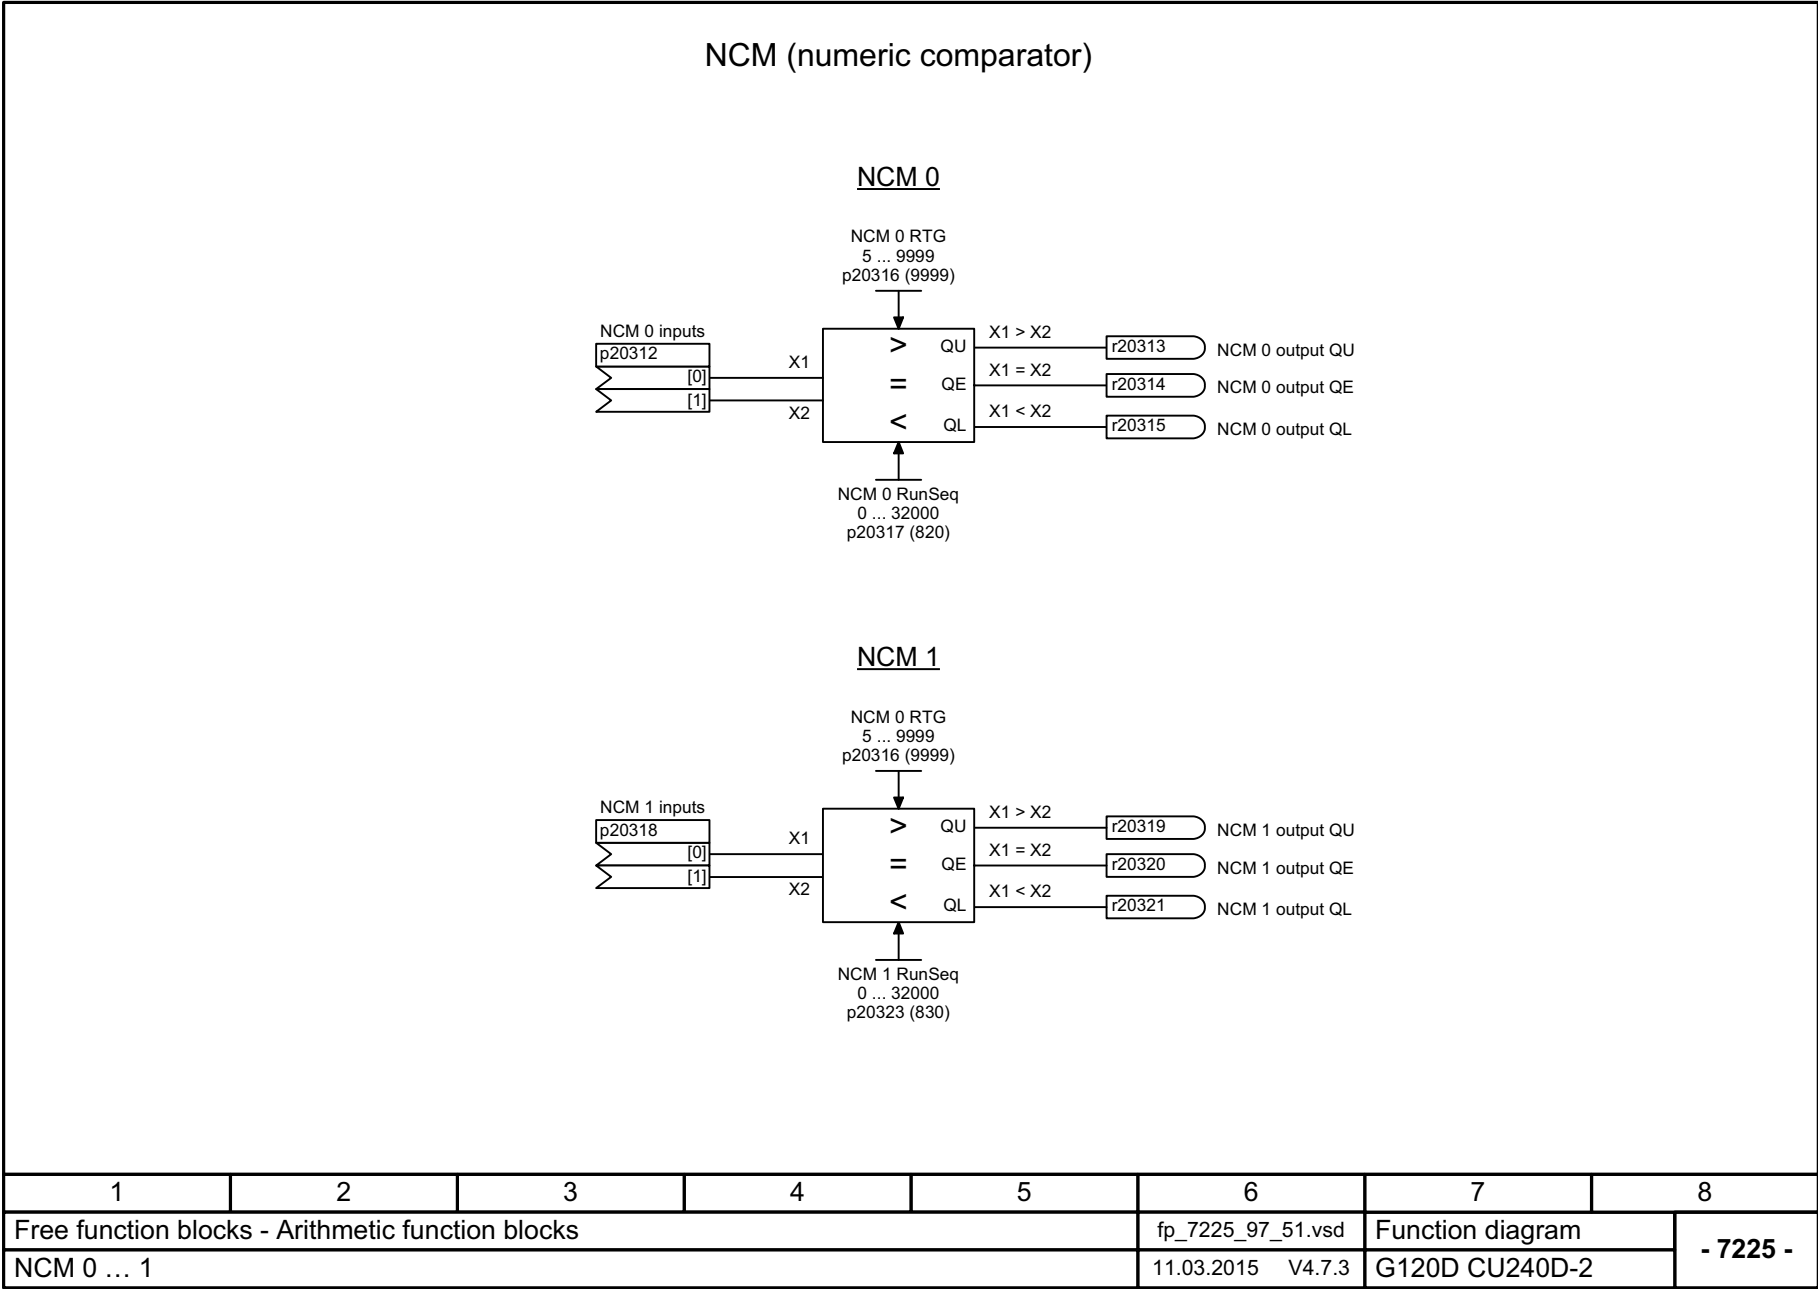 NCM (numeric comparator)
NCM 0
NCM 0 RTG
5 ... 9999
p20316 (9999)
NCM 0 inputs
p20312
[0]
[1]
X1
X2
>
=
<
QU
QE
QL
X1 > X2
X1 = X2
X1 < X2
r20313
NCM 0 output QU
r20314
NCM 0 output QE
r20315
NCM 0 output QL
NCM 0 RunSeq
0 ... 32000
p20317 (820)
NCM 1
NCM 0 RTG
5 ... 9999
p20316 (9999)
NCM 1 inputs
p20318
[0]
[1]
X1
X2
>
=
<
QU
QE
QL
X1 > X2
X1 = X2
X1 < X2
r20319
NCM 1 output QU
r20320
NCM 1 output QE
r20321
NCM 1 output QL
NCM 1 RunSeq
0 ... 32000
p20323 (830)
1 2 3 4 5 6 7 8
Free function blocks - Arithmetic function blocks
fp_7225_97_51.vsd
Function diagram
- 7225 -
NCM 0 … 1
11.03.2015 V4.7.3
G120D CU240D-2